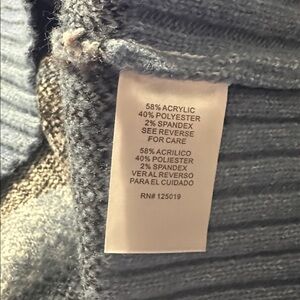 58% ACRYLIC
40% POLYESTER
2% SPANDEX
SEE REVERSE
FOR CARE
58% ACRILICO
40% POLIESTER
2% SPANDEX
VER AL REVERSO
PARA EL CUIDADO
RN# 125019